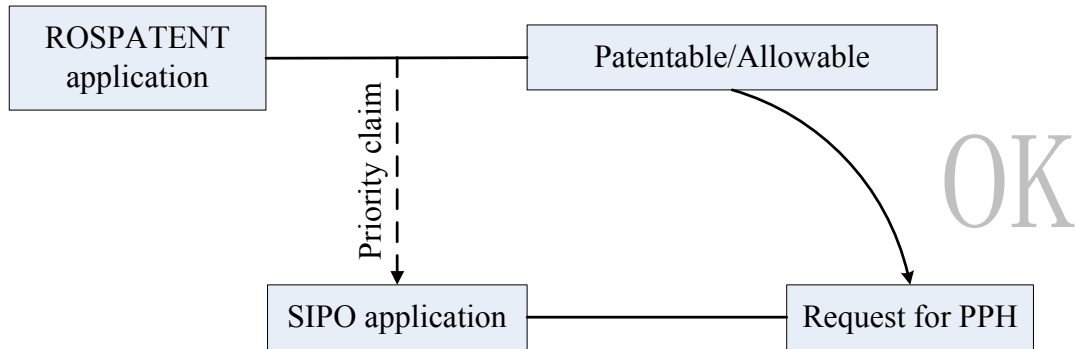 ROSPATENT
application
Patentable/Allowable
Priority claim
OK
SIPO application
Request for PPH